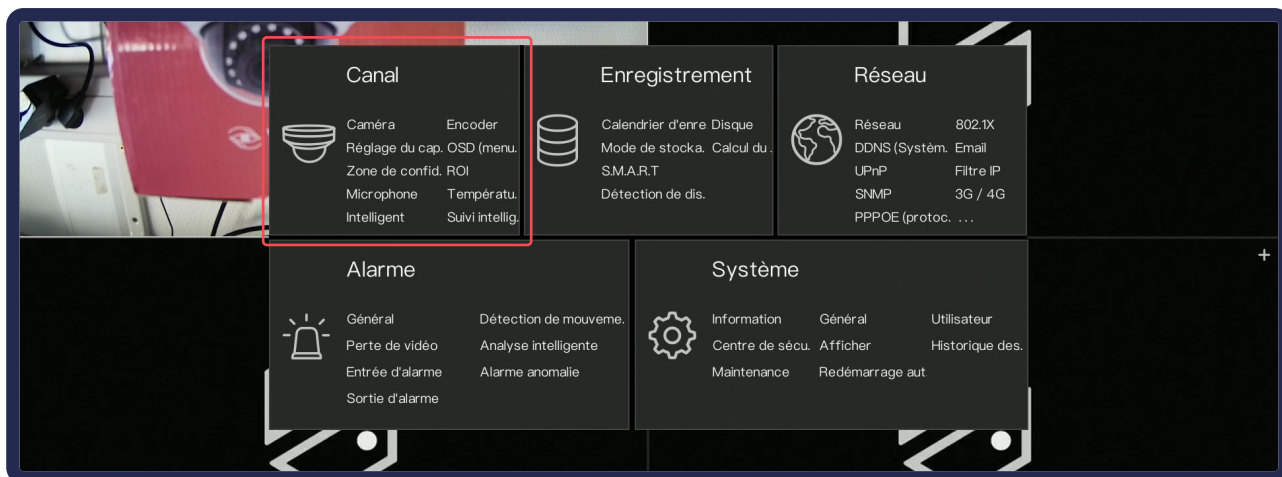 Canal
Caméra Encoder
Réglage du cap. OSD (menu.
Zone de confid. ROI
Microphone Températu.
Intelligent Suivi intellig.
Enregistrement
Calendrier d'enre Disque
Mode de stocka. Calcul du .
S.M.A.R.T
Détection de dis.
Réseau
Réseau 802.1X
DDNS (Systèm. Email
UPnP Filtre IP
SNMP 3G / 4G
PPPOE (protoc. ...
Alarme
Général Détection de mouveme.
Perte de vidéo Analyse intelligente
Entrée d'alarme Alarme anomalie
Sortie d'alarme
Système
Information Général Utilisateur
Centre de sécu. Afficher Historique des.
Maintenance Redémarrage aut
+